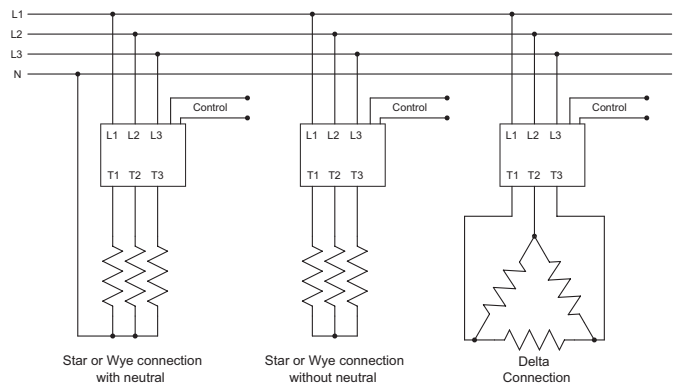 L1
L2
L3
N
Control
Control
Control
L1 L2 L3
L1 L2 L3
L1 L2 L3
T1 T2 T3
T1 T2 T3
T1 T2 T3
Star or Wye connection
with neutral
Star or Wye connection
without neutral
Delta
Connection